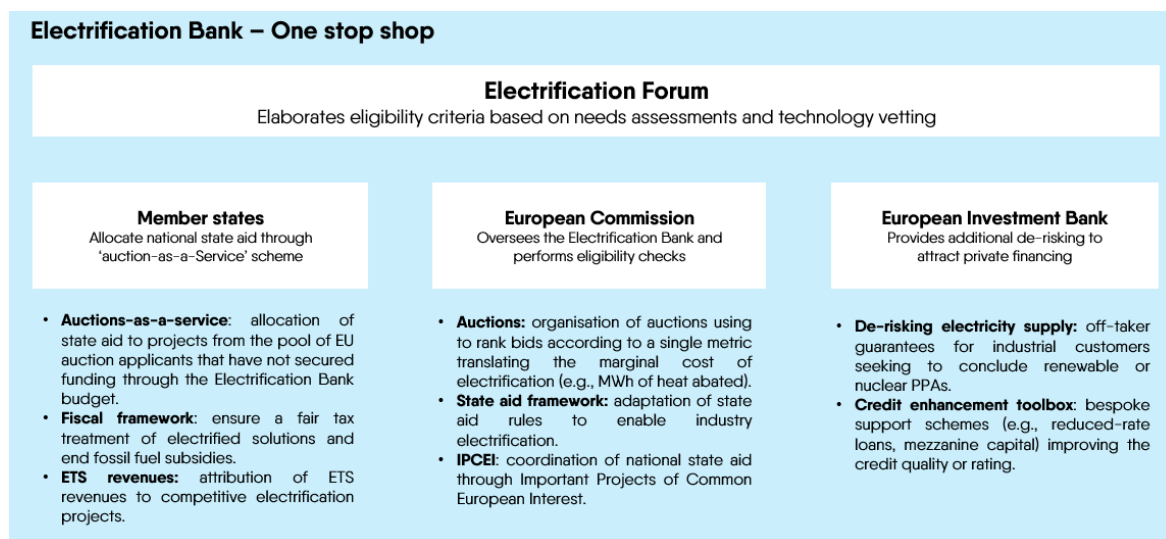 Electrification Bank – One stop shop
Electrification Forum
Elaborates eligibility criteria based on needs assessments and technology vetting
Member states
Allocate national state aid through
‘auction-as-a-Service’ scheme
• Auctions-as-a-service: allocation of
state aid to projects from the pool of EU
auction applicants that have not secured
funding through the Electrification Bank
budget.
• Fiscal framework: ensure a fair tax
treatment of electrified solutions and
end fossil fuel subsidies.
• ETS revenues: attribution of ETS
revenues to competitive electrification
projects.
European Commission
Oversees the Electrification Bank and
performs eligibility checks
• Auctions: organisation of auctions using
to rank bids according to a single metric
translating the marginal cost of
electrification (e.g., MWh of heat abated).
• State aid framework: adaptation of state
aid rules to enable industry
electrification.
• IPCEI: coordination of national state aid
through Important Projects of Common
European Interest.
European Investment Bank
Provides additional de-risking to
attract private financing
• De-risking electricity supply: off-taker
guarantees for industrial customers
seeking to conclude renewable or
nuclear PPAs.
• Credit enhancement toolbox: bespoke
support schemes (e.g., reduced-rate
loans, mezzanine capital) improving the
credit quality or rating.